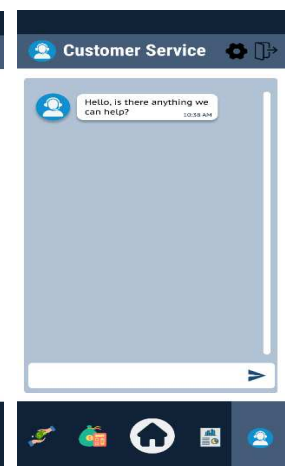 Customer Service
Hello, is there anything we
can help?
10:38 AM